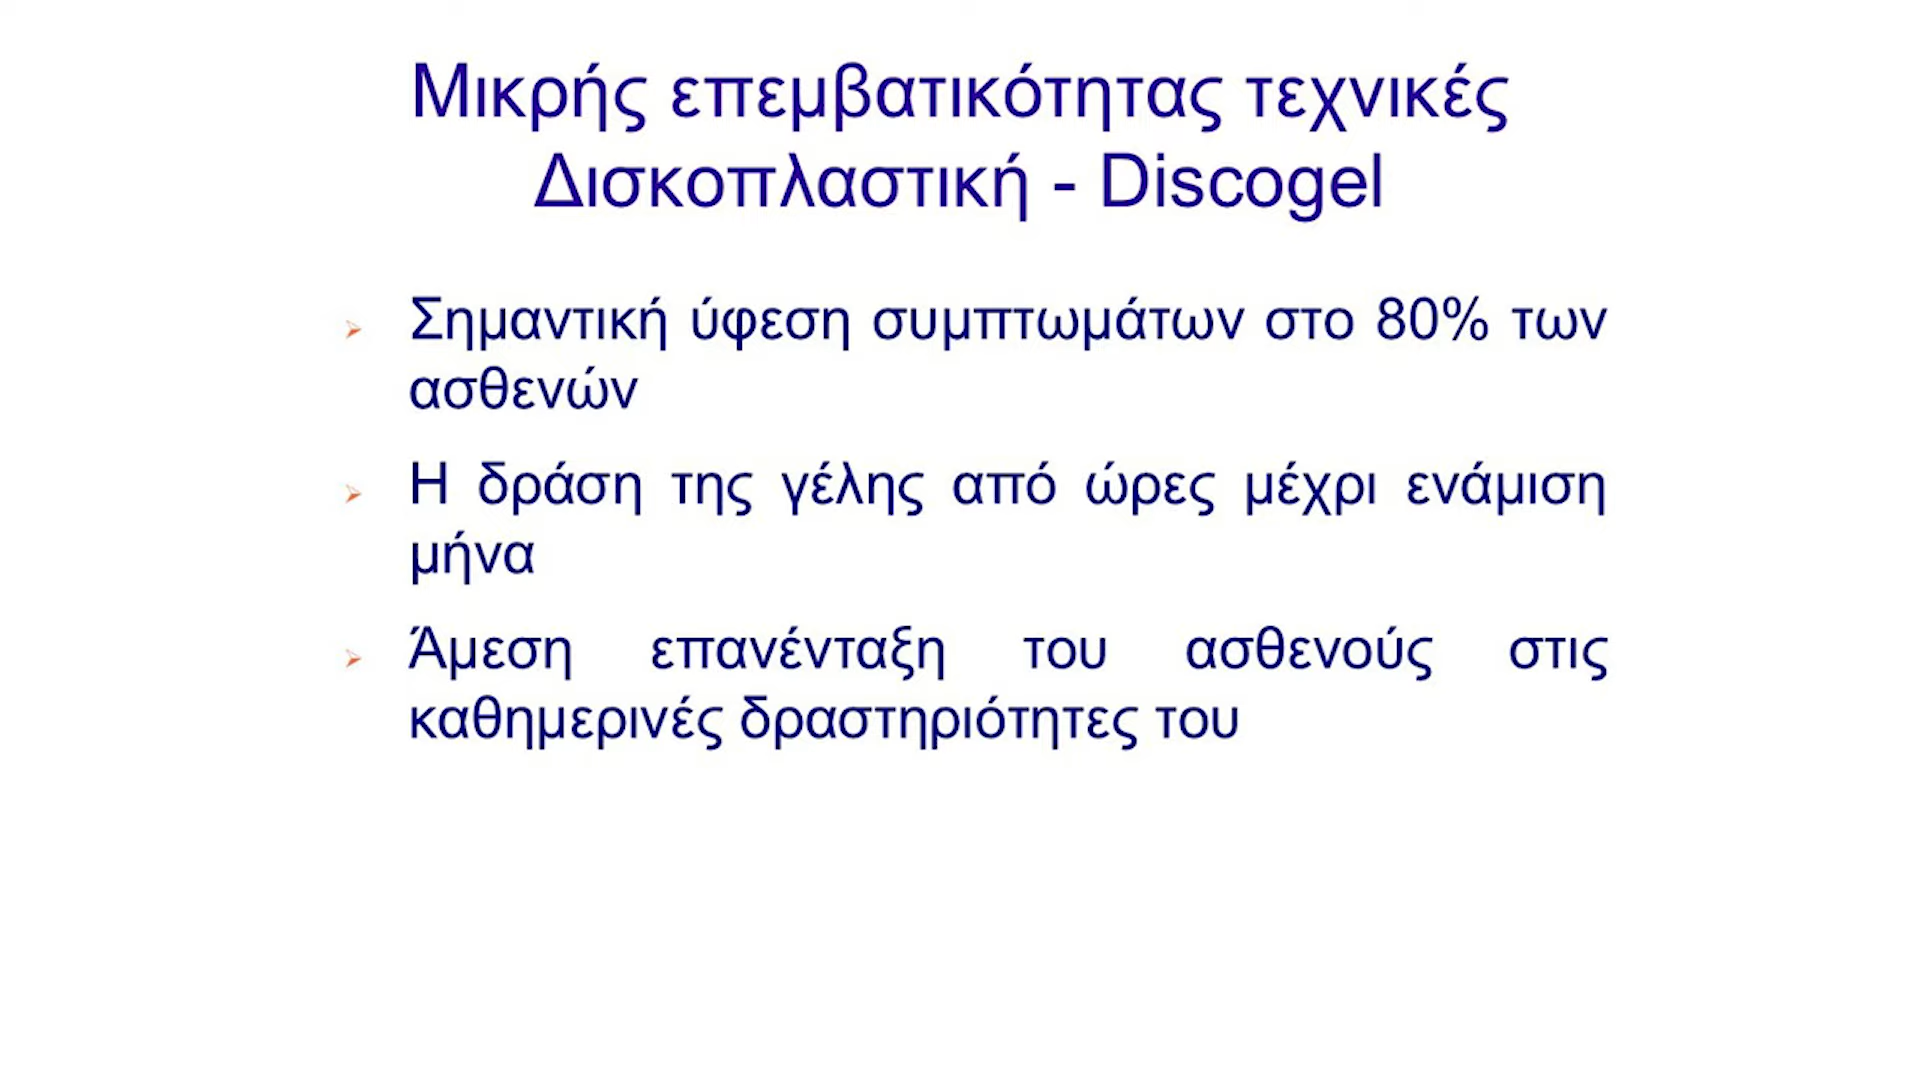 Μικρής επεμβατικότητας τεχνικές
Δισκοπλαστική - Discogel
Σημαντική ύφεση συμπτωμάτων στο 80% των
ασθενών
Η δράση της γέλης από ώρες μέχρι ενάμιση
μήνα
Άμεση επανένταξη του ασθενούς στις
καθημερινές δραστηριότητες του